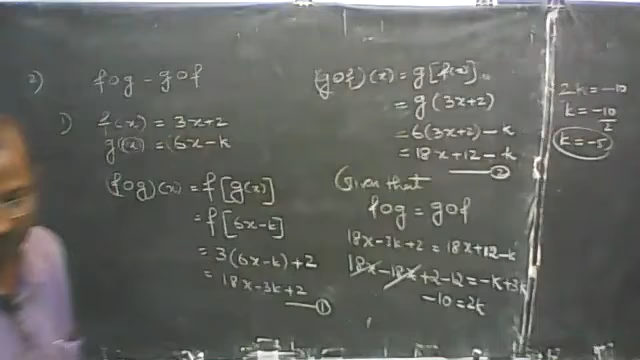 2) fog - gof
1) f(x) = 3x+2
g(x) = 6x-k
(fog)(x) = f[g(x)]
= f[6x-k]
= 3(6x-k)+2
= 18x-3k+2
①
(gof)(x) = g[f(x)]
= g(3x+2)
= 6(3x+2)-k
= 18x+12-k
②
Given that
fog = gof
18x-3k+2 = 18x+12-k
18x-18x+2-12=-k+3k
-10=2k
2k=-10
k=-10/2
k=-5